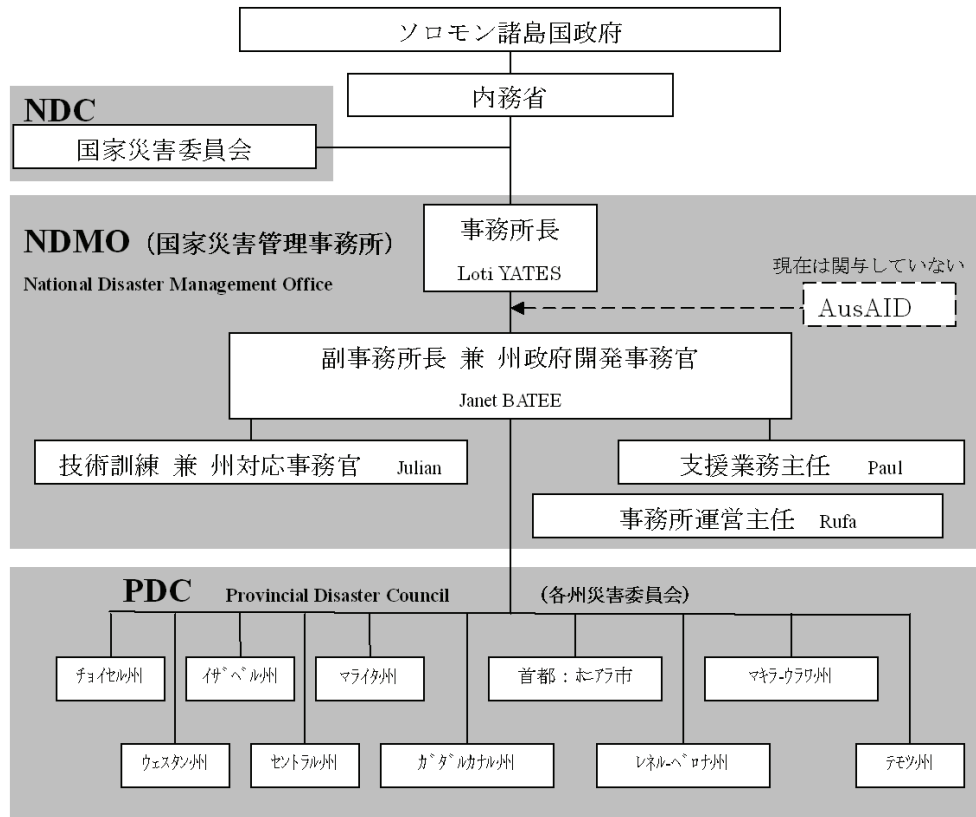 ソロモン諸島国政府
内務省
NDC
国家災害委員会
事務所長
Loti YATES
NDMO（国家災害管理事務所）
National Disaster Management Office
現在は関与していない
AusAID
副事務所長 兼 州政府開発事務官
Janet BATEE
技術訓練 兼 州対応事務官 Julian
支援業務主任 Paul
事務所運営主任 Rufa
PDC Provincial Disaster Council （各州災害委員会）
ﾁｮｲｾﾙ州
ｲｻﾞﾍﾞﾙ州
ﾏﾗｲﾀ州
首都：ﾎﾆｱﾗ市
ﾏｷﾗ-ｳﾗﾜ州
ｳｪｽﾀﾝ州
ｾﾝﾄﾗﾙ州
ｶﾞﾀﾞﾙｶﾅﾙ州
ﾚﾈﾙ-ﾍﾞﾛﾅ州
ﾃﾓﾂ州